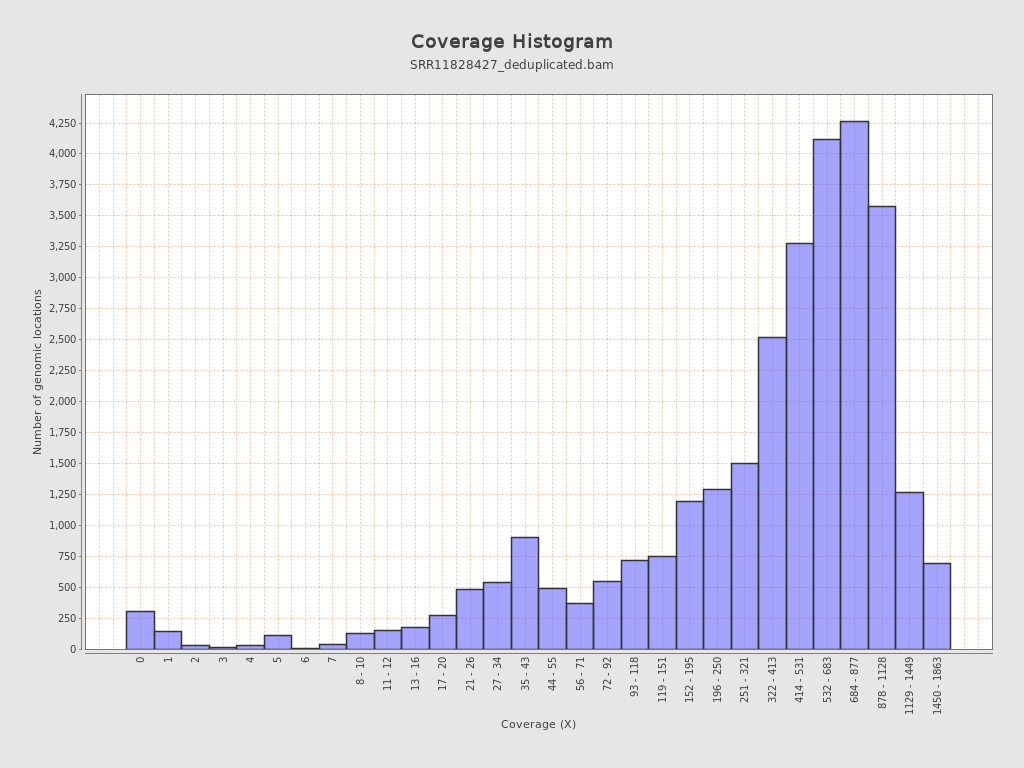 Coverage Histogram
SRR11828427_deduplicated.bam
Number of genomic locations
4,250
4,000
3,750
3,500
3,250
3,000
2,750
2,500
2,250
2,000
1,750
1,500
1,250
1,000
750
500
250
0
0
1
2
3
4
5
6
7
8 - 10
11 - 12
13 - 16
17 - 20
21 - 26
27 - 34
35 - 43
44 - 55
56 - 71
72 - 92
93 - 118
119 - 151
152 - 195
196 - 250
251 - 321
322 - 413
414 - 531
532 - 683
684 - 877
878 - 1128
1129 - 1449
1450 - 1863
Coverage (X)